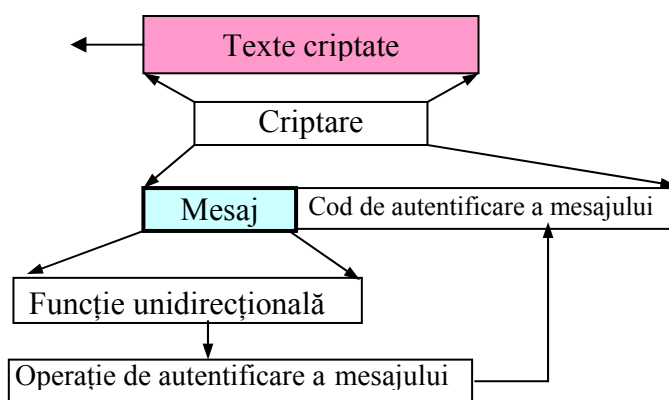 Texte criptate
Criptare
Mesaj
Cod de autentificare a mesajului
Funcție unidirecțională
Operație de autentificare a mesajului